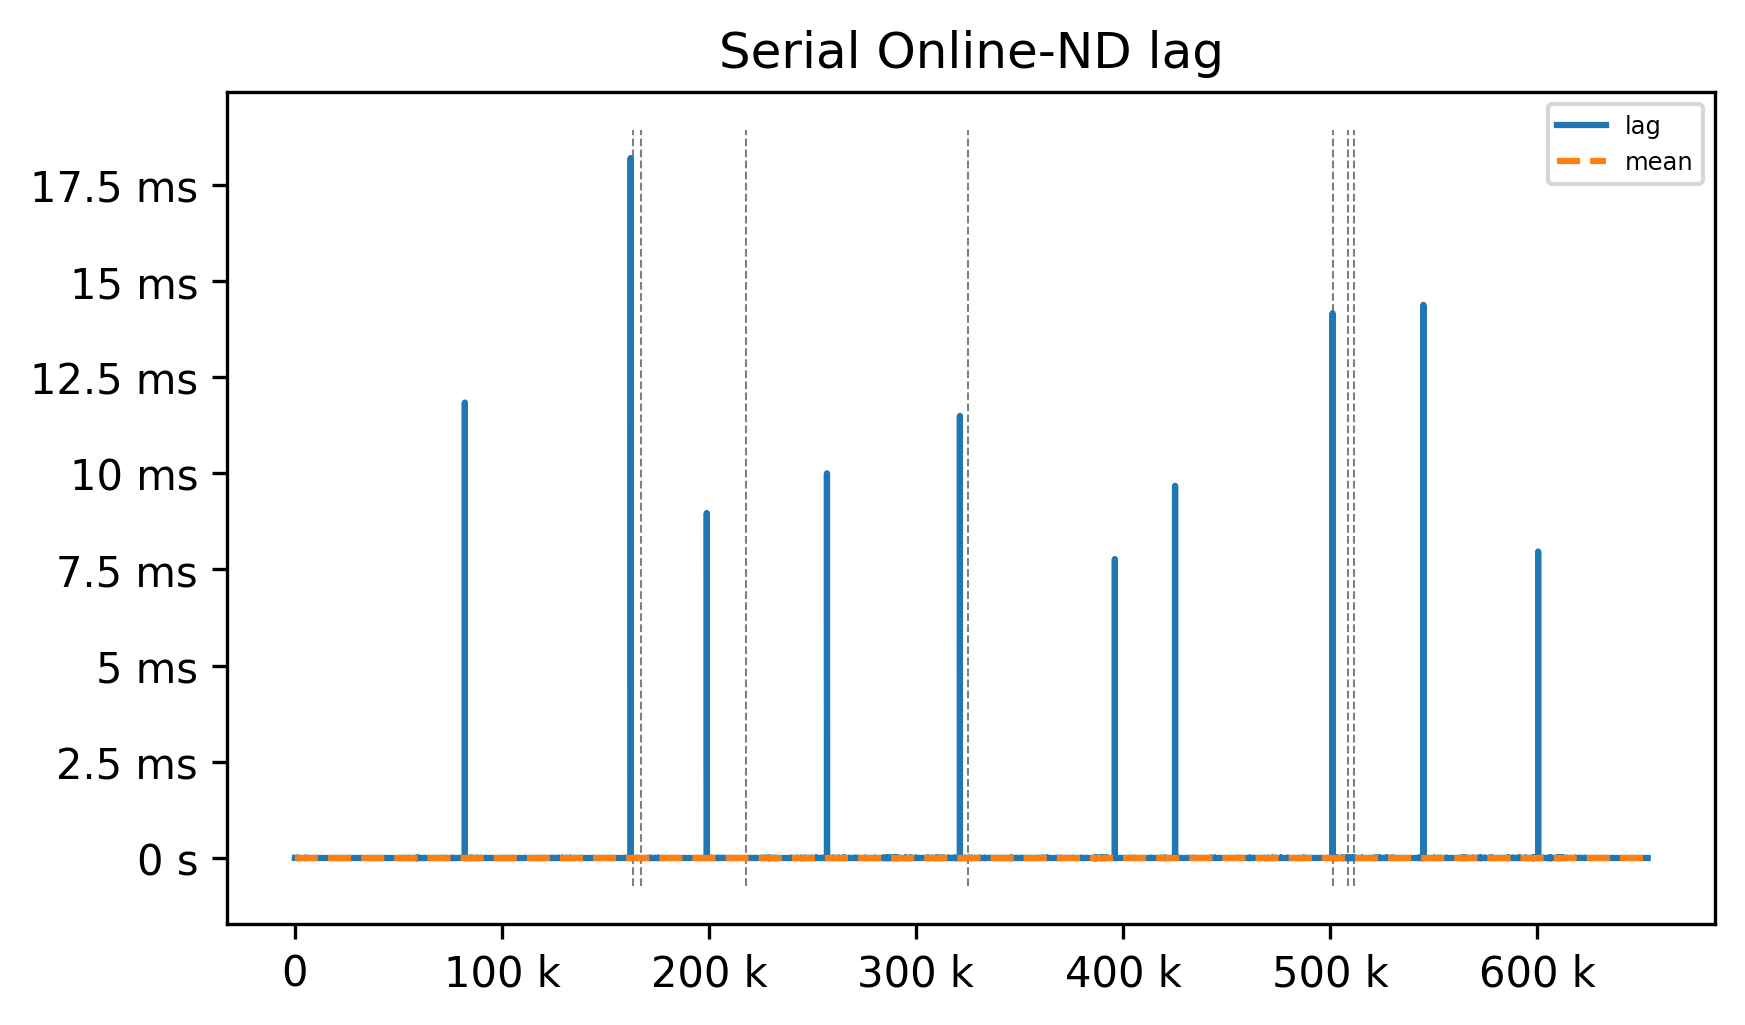 Serial Online-ND lag
lag
mean
17.5 ms
15 ms
12.5 ms
10 ms
7.5 ms
5 ms
2.5 ms
0 s
0 100 k 200 k 300 k 400 k 500 k 600 k